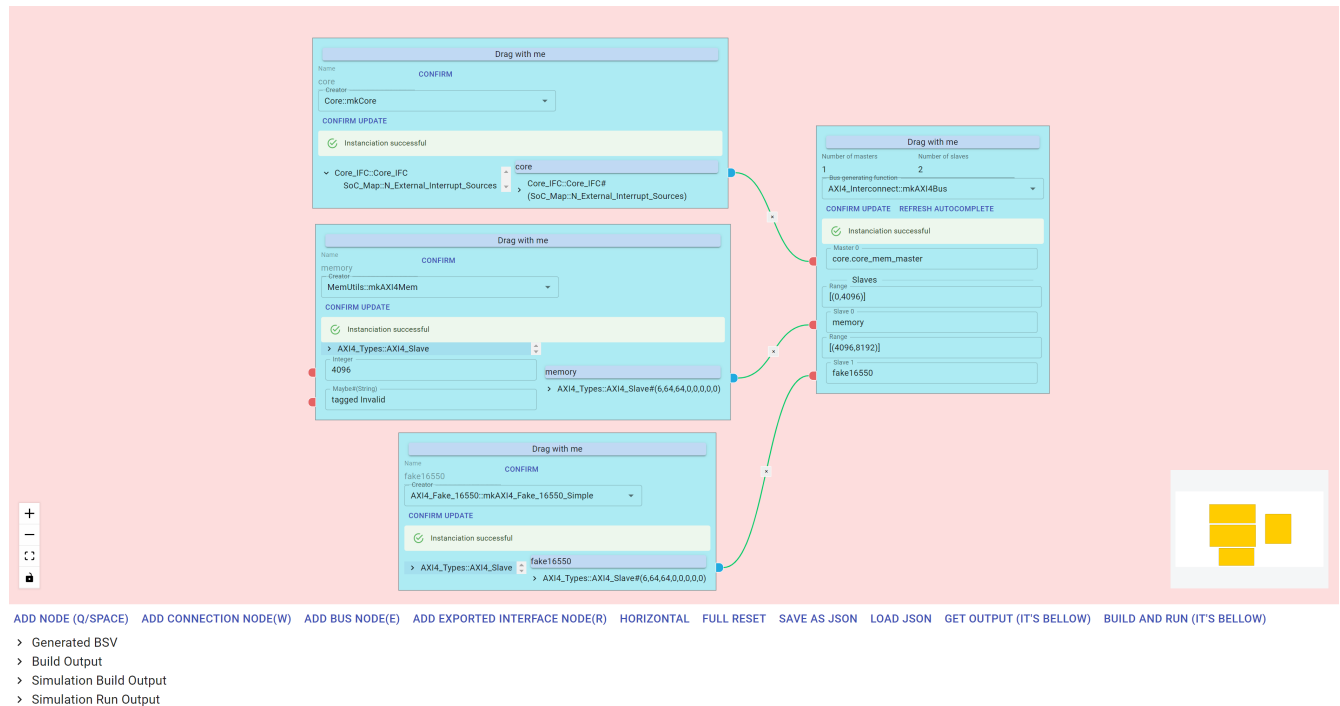 Drag with me
Name
CONFIRM
core
Creator
Core::mkCore
CONFIRM UPDATE
Instanciation successful
Core_IFC::Core_IFC
SoC_Map::N_External_Interrupt_Sources
core
Core_IFC::Core_IFC#
(SoC_Map::N_External_Interrupt_Sources)
Drag with me
Name
CONFIRM
memory
Creator
MemUtils::mkAXI4Mem
CONFIRM UPDATE
Instanciation successful
AXI4_Types::AXI4_Slave
Integer
4096
Maybe#(String)
tagged Invalid
memory
AXI4_Types::AXI4_Slave#(6,64,64,0,0,0,0,0)
Drag with me
Name
CONFIRM
fake16550
Creator
AXI4_Fake_16550::mkAXI4_Fake_16550_Simple
CONFIRM UPDATE
Instanciation successful
AXI4_Types::AXI4_Slave
fake16550
AXI4_Types::AXI4_Slave#(6,64,64,0,0,0,0,0)
Drag with me
Number of masters Number of slaves
1 2
Bus generating function
AXI4_Interconnect::mkAXI4Bus
CONFIRM UPDATE REFRESH AUTOCOMPLETE
Instanciation successful
Master 0
core.core_mem_master
Slaves
Range
[(0,4096)]
Slave 0
memory
Range
[(4096,8192)]
Slave 1
fake16550
ADD NODE (Q/SPACE) ADD CONNECTION NODE(W) ADD BUS NODE(E) ADD EXPORTED INTERFACE NODE(R) HORIZONTAL FULL RESET SAVE AS JSON LOAD JSON GET OUTPUT (IT'S BELLOW) BUILD AND RUN (IT'S BELLOW)
Generated BSV
Build Output
Simulation Build Output
Simulation Run Output